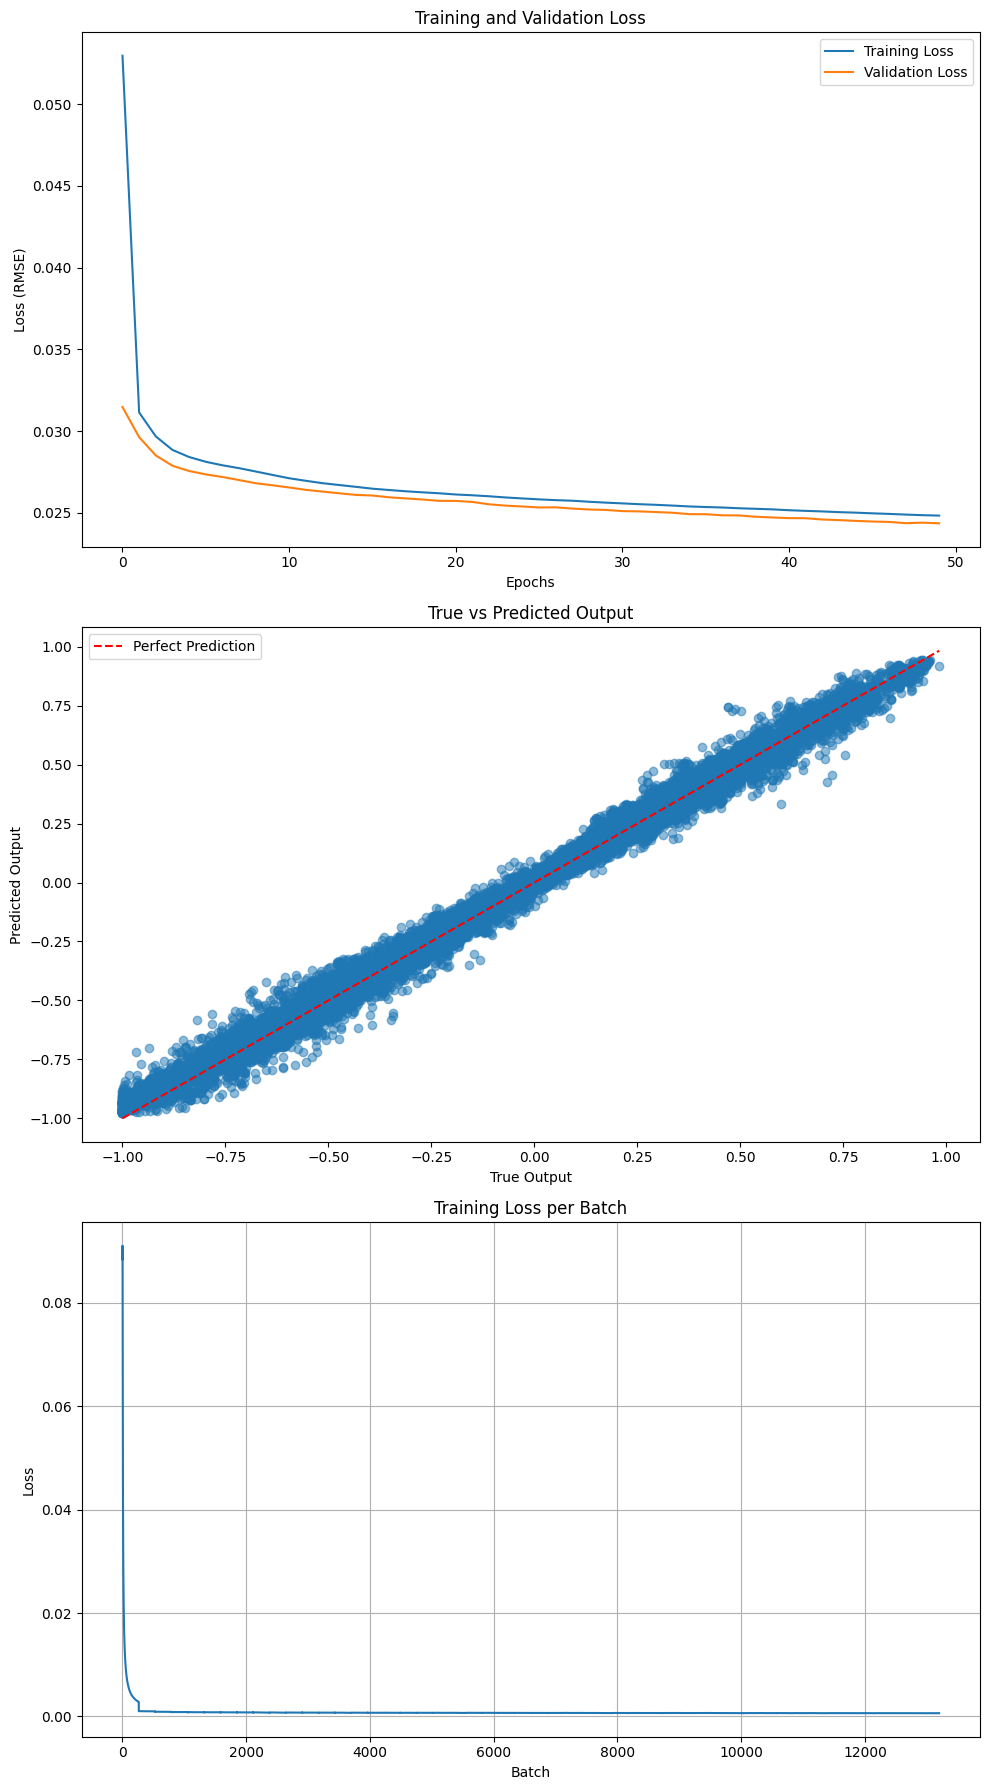 Training and Validation Loss
Training Loss
Validation Loss
0.050
0.045
0.040
0.035
0.030
0.025
Loss (RMSE)
0 10 20 30 40 50
Epochs
True vs Predicted Output
Perfect Prediction
1.00
0.75
0.50
0.25
0.00
−0.25
−0.50
−0.75
−1.00
Predicted Output
−1.00 −0.75 −0.50 −0.25 0.00 0.25 0.50 0.75 1.00
True Output
Training Loss per Batch
0.08
0.06
0.04
0.02
0.00
Loss
0 2000 4000 6000 8000 10000 12000
Batch